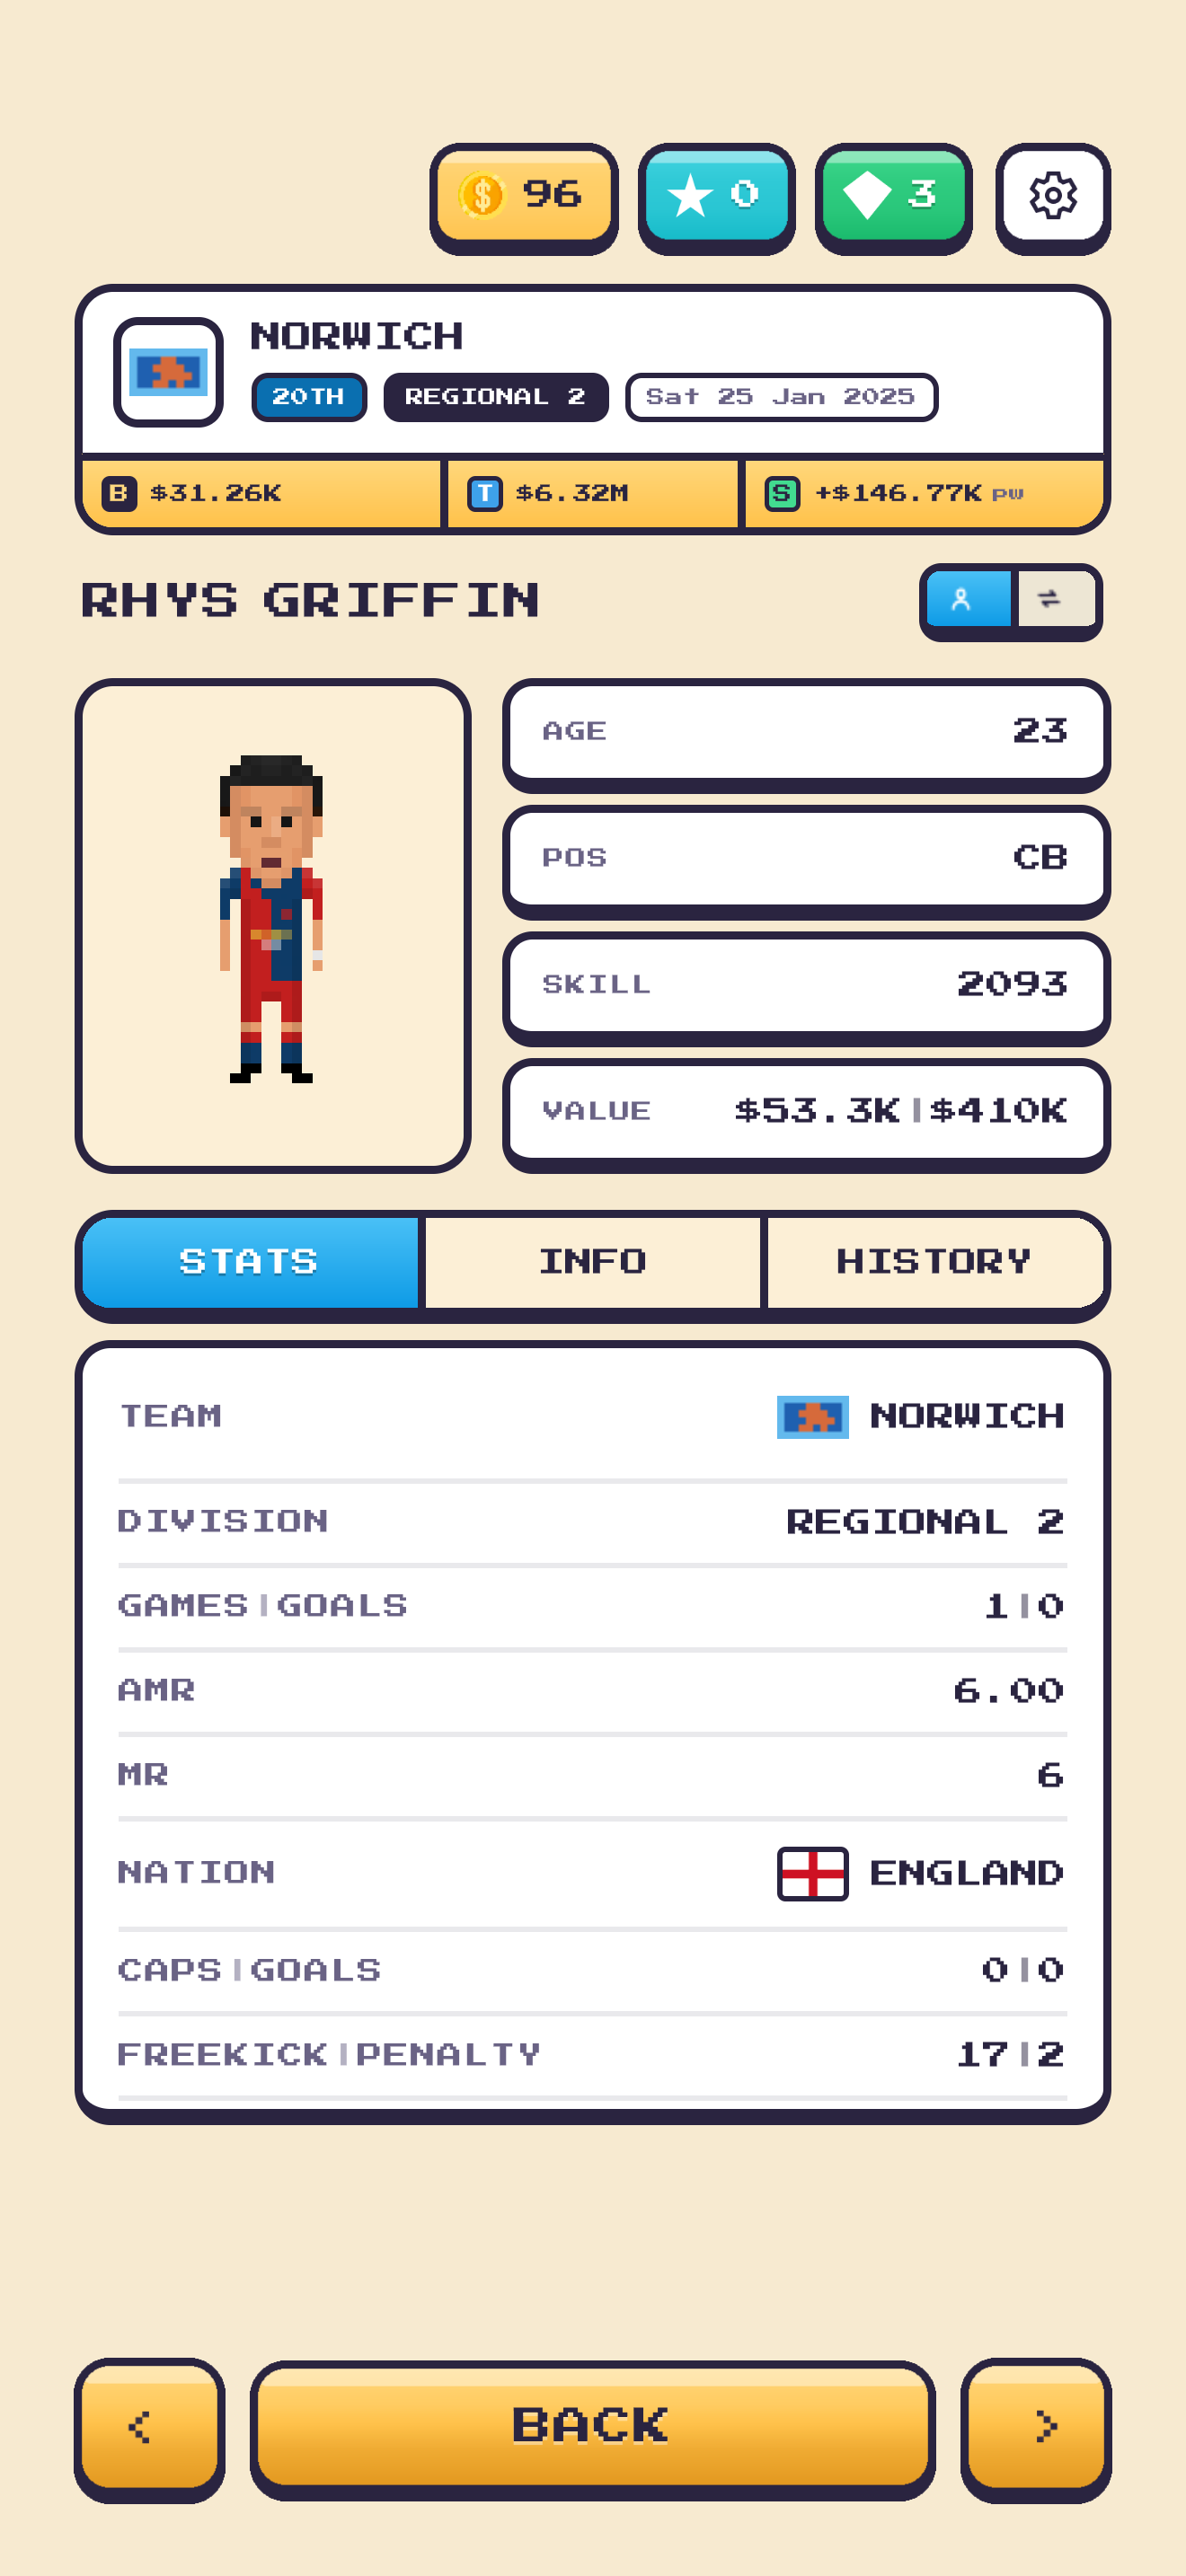 96 0 3
NORWICH
20TH REGIONAL 2 Sat 25 Jan 2025
B $31.26K T $6.32M S +$146.77K PW
RHYS GRIFFIN
AGE 23
POS CB
SKILL 2093
VALUE $53.3K|$410K
STATS INFO HISTORY
TEAM NORWICH
DIVISION REGIONAL 2
GAMES|GOALS 1|0
AMR 6.00
MR 6
NATION ENGLAND
CAPS|GOALS 0|0
FREEKICK|PENALTY 17|2
< BACK >